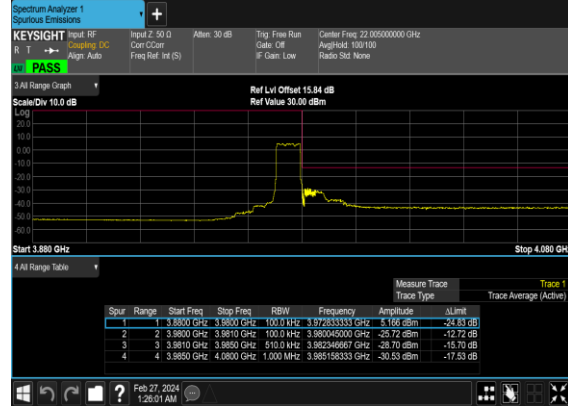 Spectrum Analyzer 1
Spurious Emissions
KEYSIGHT Input: RF Input Z: 50 Ω Atten: 30 dB Trig: Free Run Center Freq: 22.005000000 GHz
R T Coupling: DC Corr CCorr Gate: Off Avg|Hold: 100/100
Align: Auto Freq Ref: Int (S) IF Gain: Low Radio Std: None
PASS
3 All Range Graph
Ref Lvl Offset 15.84 dB
Scale/Div 10.0 dB Ref Value 30.00 dBm
Log
20.0
10.0
0.00
-10.0
-20.0
-30.0
-40.0
-50.0
-60.0
Start 3.880 GHz Stop 4.080 GH
4 All Range Table
Measure Trace Trace 1
Trace Type Trace Average (Active)
Spur Range Start Freq Stop Freq RBW Frequency Amplitude ΔLimit
1 1 3.8800 GHz 3.9800 GHz 100.0 kHz 3.972833333 GHz 5.166 dBm -24.83 dB
2 2 3.9800 GHz 3.9810 GHz 100.0 kHz 3.980045000 GHz -25.72 dBm -12.72 dB
3 3 3.9810 GHz 3.9850 GHz 510.0 kHz 3.982346667 GHz -28.70 dBm -15.70 dB
4 4 3.9850 GHz 4.0800 GHz 1.000 MHz 3.985158333 GHz -30.53 dBm -17.53 dB
Feb 27, 2024
1:26:01 AM